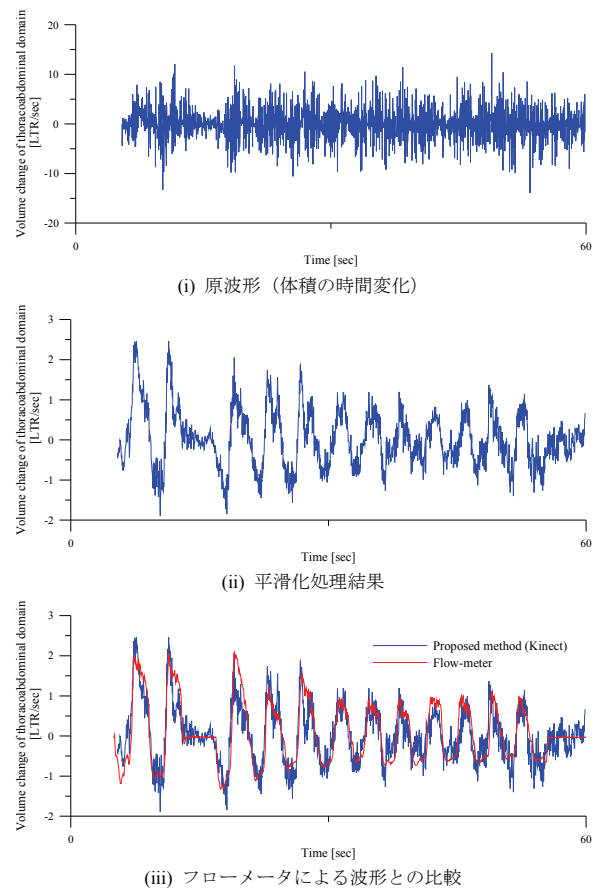 Volume change of thoracoabdominal domain
[LTR/sec]
20
10
0
-10
-20
0
60
Time [sec]
(i) 原波形（体積の時間変化）
Volume change of thoracoabdominal domain
[LTR/sec]
3
2
1
0
-1
-2
0
60
Time [sec]
(ii) 平滑化処理結果
Volume change of thoracoabdominal domain
[LTR/sec]
3
2
1
0
-1
-2
Proposed method (Kinect)
Flow-meter
0
60
Time [sec]
(iii) フローメータによる波形との比較